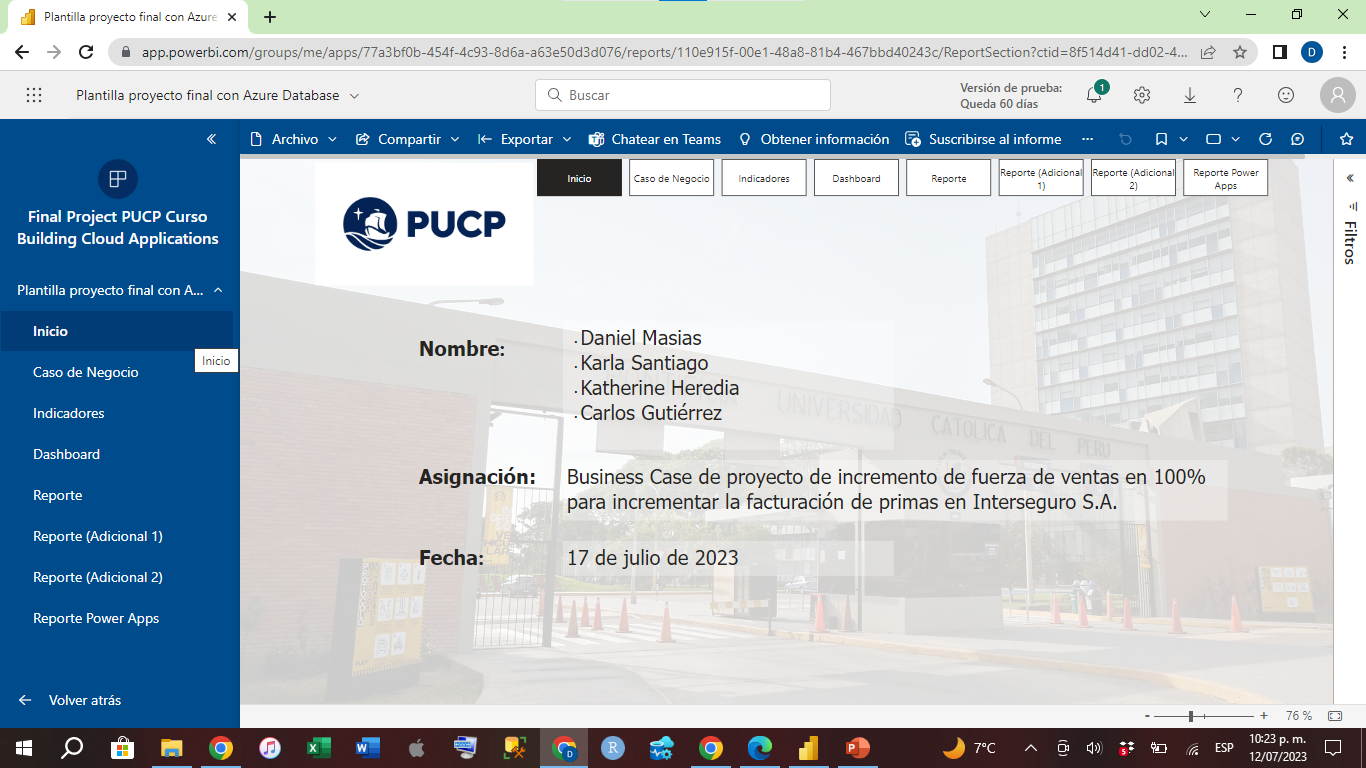 Plantilla proyecto final con Azure
app.powerbi.com/groups/me/apps/77a3bf0b-454f-4c93-8d6a-a63e50d3d076/reports/110e915f-00e1-48a8-81b4-467bbd40243c/ReportSection?ctid=8f514d41-dd02-4...
D
Plantilla proyecto final con Azure Database
Buscar
Versión de prueba:
Queda 60 días
1
Archivo
Compartir
Exportar
Chatear en Teams
Obtener información
Suscribirse al informe
Final Project PUCP Curso
Building Cloud Applications
Plantilla proyecto final con A...
Inicio
Inicio
Caso de Negocio
Indicadores
Dashboard
Reporte
Reporte (Adicional 1)
Reporte (Adicional 2)
Reporte Power Apps
Volver atrás
PUCP
Inicio
Caso de Negocio
Indicadores
Dashboard
Reporte
Reporte (Adicional
1)
Reporte (Adicional
2)
Reporte Power
Apps
Filtros
Nombre:
. Daniel Masias
. Karla Santiago
. Katherine Heredia
. Carlos Gutiérrez
UNIVERSIDAD CATOLICA DEL PERU
Asignación:
Business Case de proyecto de incremento de fuerza de ventas en 100%
para incrementar la facturación de primas en Interseguro S.A.
Fecha:
17 de julio de 2023
- + 76 %
7°C
ESP
10:23 p. m.
12/07/2023